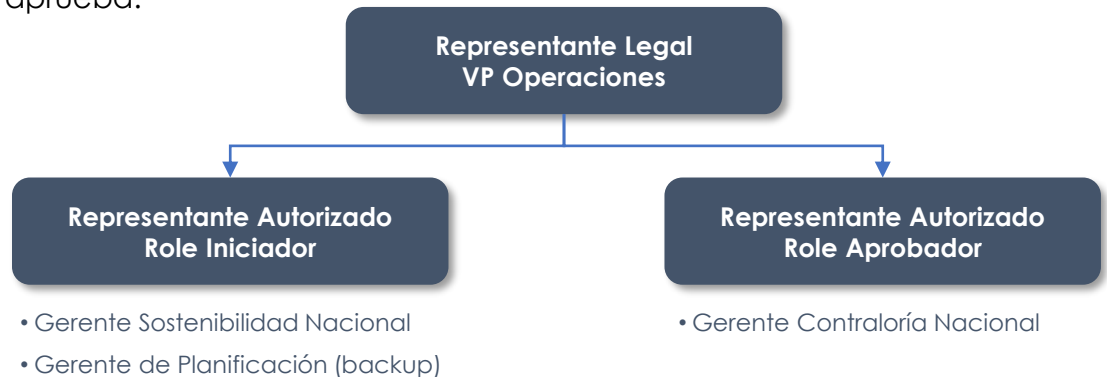 aprueba.
Representante Legal
VP Operaciones
Representante Autorizado
Role Iniciador
Representante Autorizado
Role Aprobador
• Gerente Sostenibilidad Nacional
• Gerente de Planificación (backup)
• Gerente Contraloría Nacional